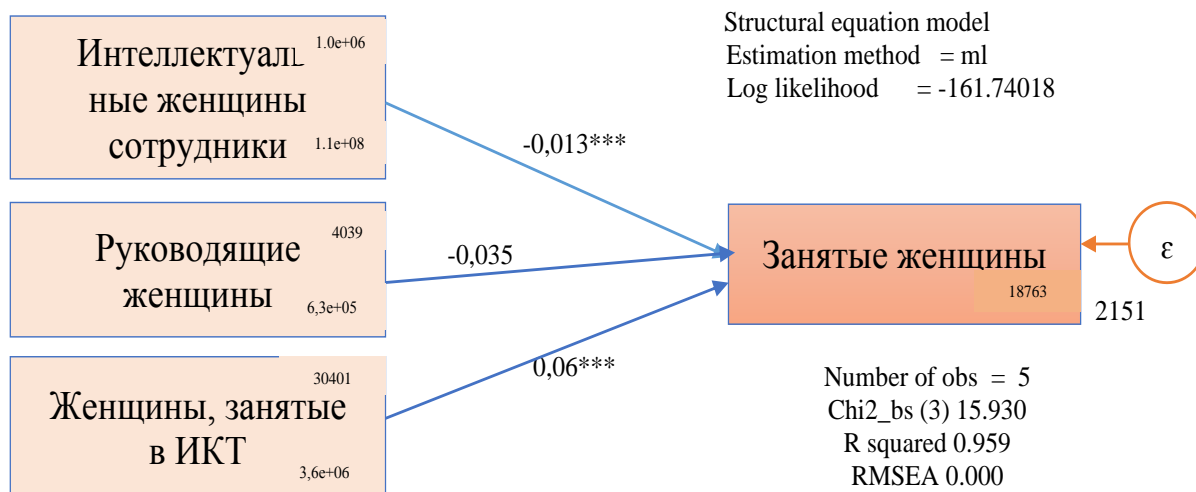 1.0e+06
Интеллектуаль
ные женщины
сотрудники
1.1e+08
Structural equation model
Estimation method = ml
Log likelihood = -161.74018
-0,013***
4039
Руководящие
женщины
6,3e+05
-0,035
Занятые женщины
18763
ε
2151
30401
Женщины, занятые
в ИКТ
3,6e+06
0,06***
Number of obs = 5
Chi2_bs (3) 15.930
R squared 0.959
RMSEA 0.000